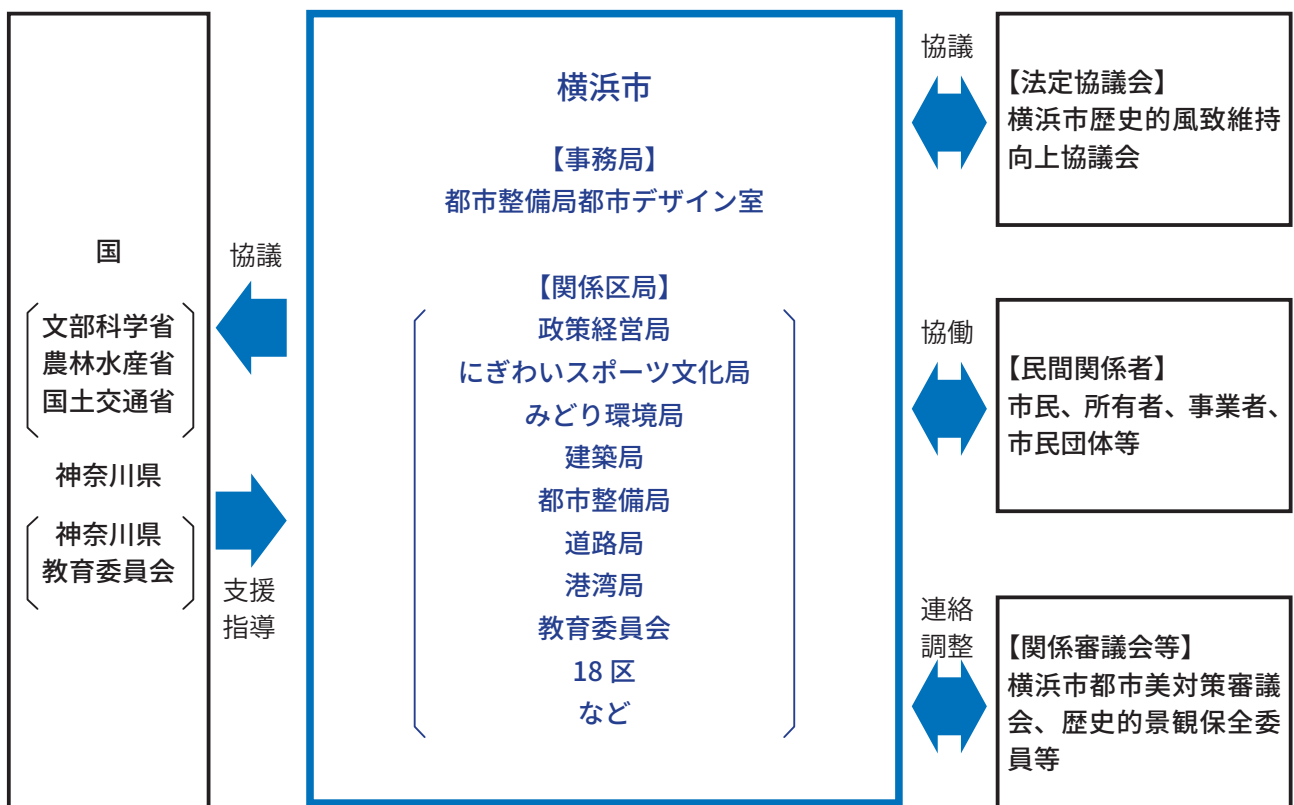 国
文部科学省
農林水産省
国土交通省
神奈川県
神奈川県
教育委員会
協議
支援
指導
横浜市
【事務局】
都市整備局都市デザイン室
【関係区局】
政策経営局
にぎわいスポーツ文化局
みどり環境局
建築局
都市整備局
道路局
港湾局
教育委員会
18 区
など
協議
【法定協議会】
横浜市歴史的風致維持
向上協議会
協働
【民間関係者】
市民、所有者、事業者、
市民団体等
連絡
調整
【関係審議会等】
横浜市都市美対策審議
会、歴史的景観保全委
員等